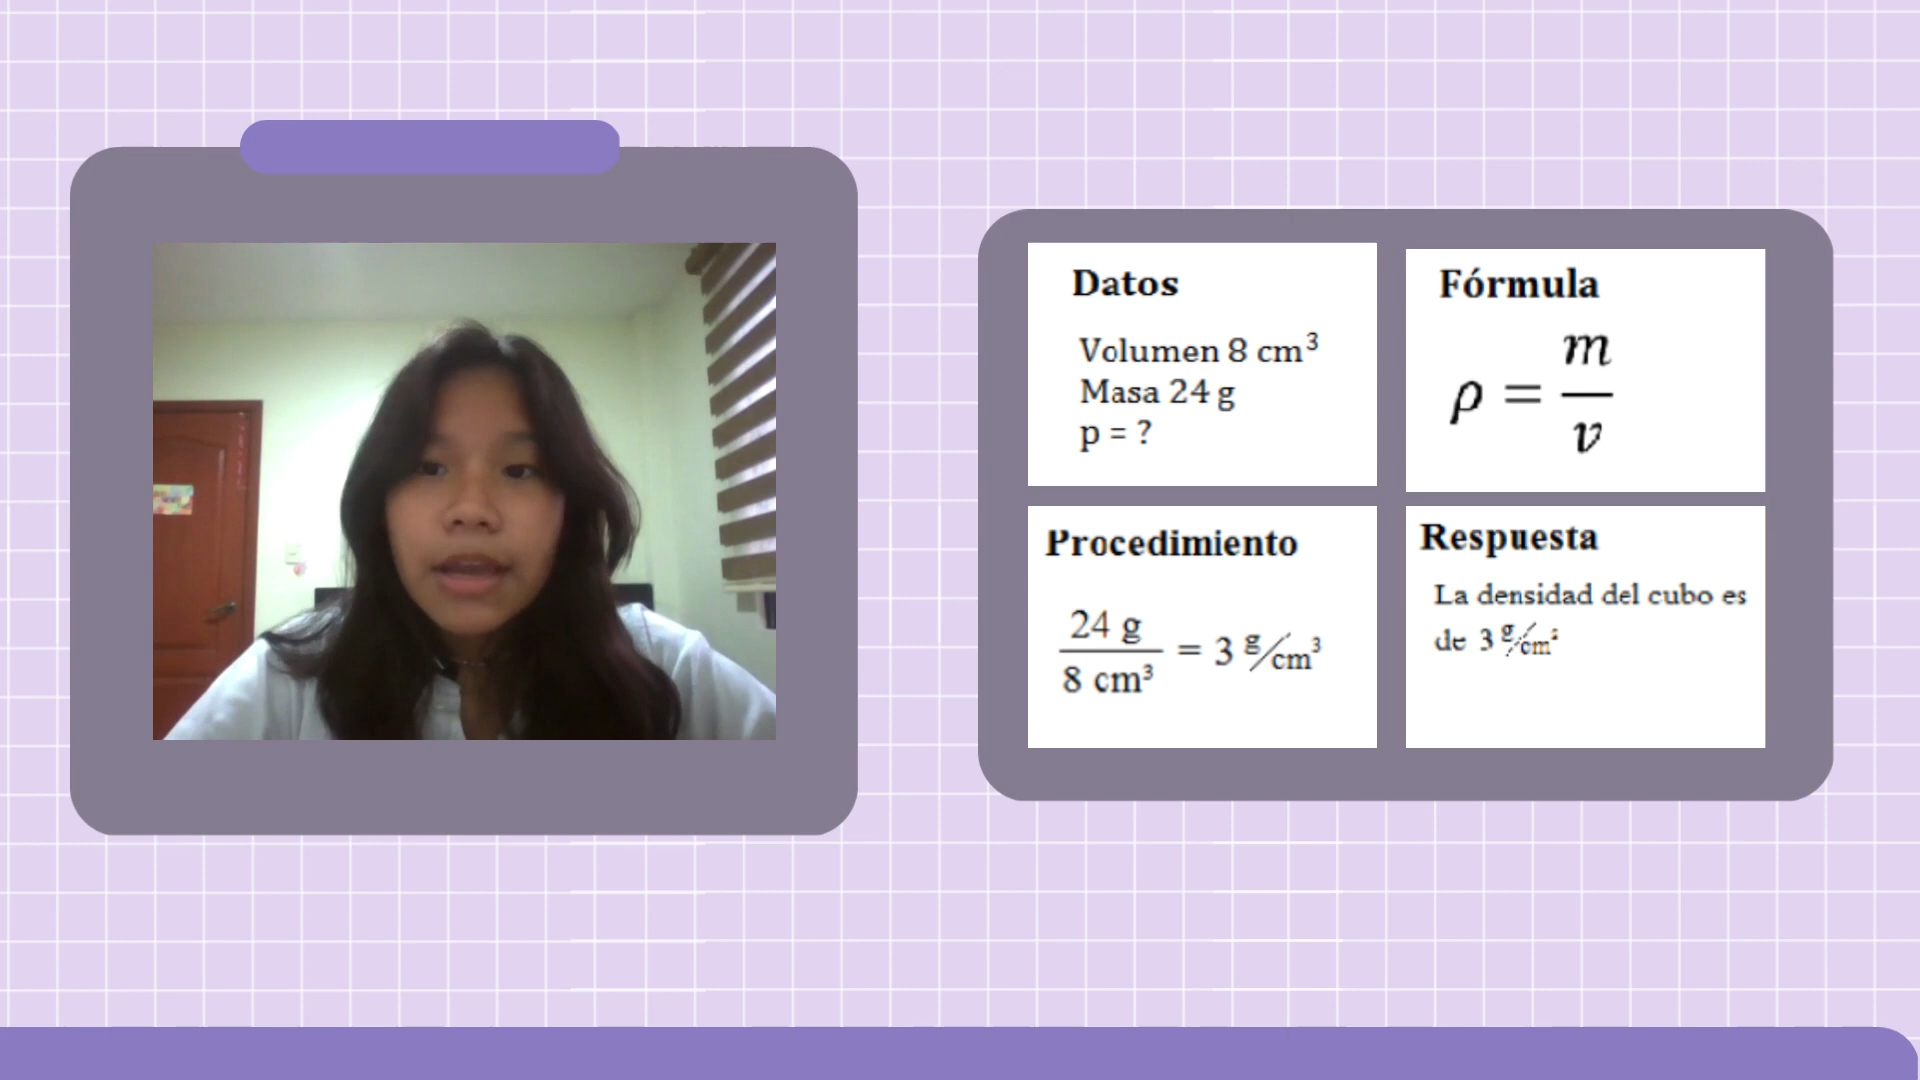 Datos
Volumen 8 cm³
Masa 24 g
p = ?
Fórmula
ρ = m/v
Procedimiento
24 g / 8 cm³ = 3 g/cm³
Respuesta
La densidad del cubo es
de 3 g/cm³